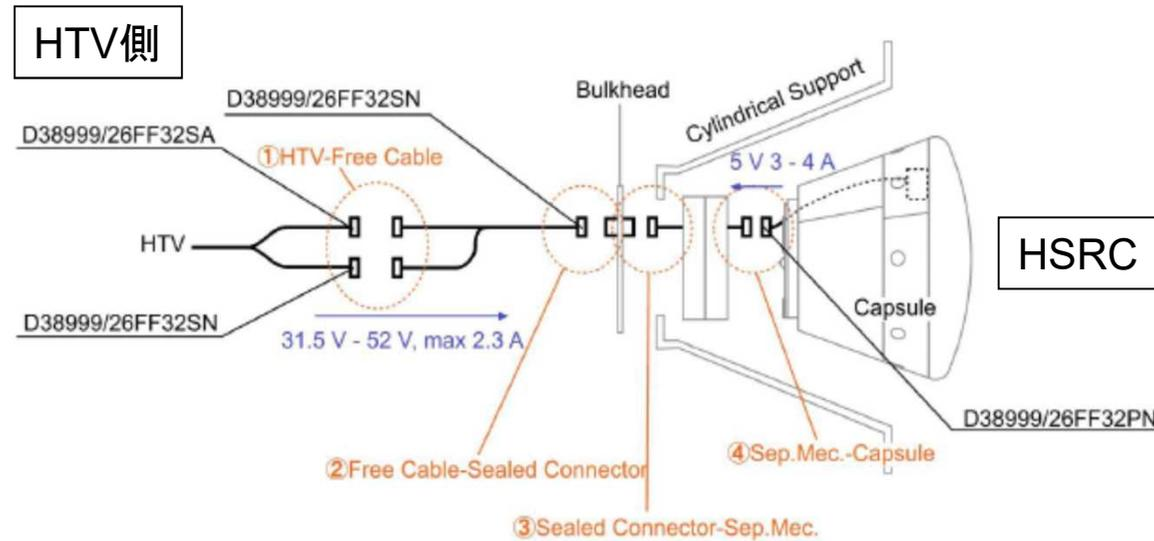 HTV側
D38999/26FF32SN
D38999/26FF32SA
①HTV-Free Cable
Bulkhead
Cylindrical Support
5 V 3 - 4 A
HTV
HSRC
Capsule
D38999/26FF32SN
31.5 V - 52 V, max 2.3 A
D38999/26FF32PN
②Free Cable-Sealed Connector
④Sep.Mec.-Capsule
③Sealed Connector-Sep.Mec.